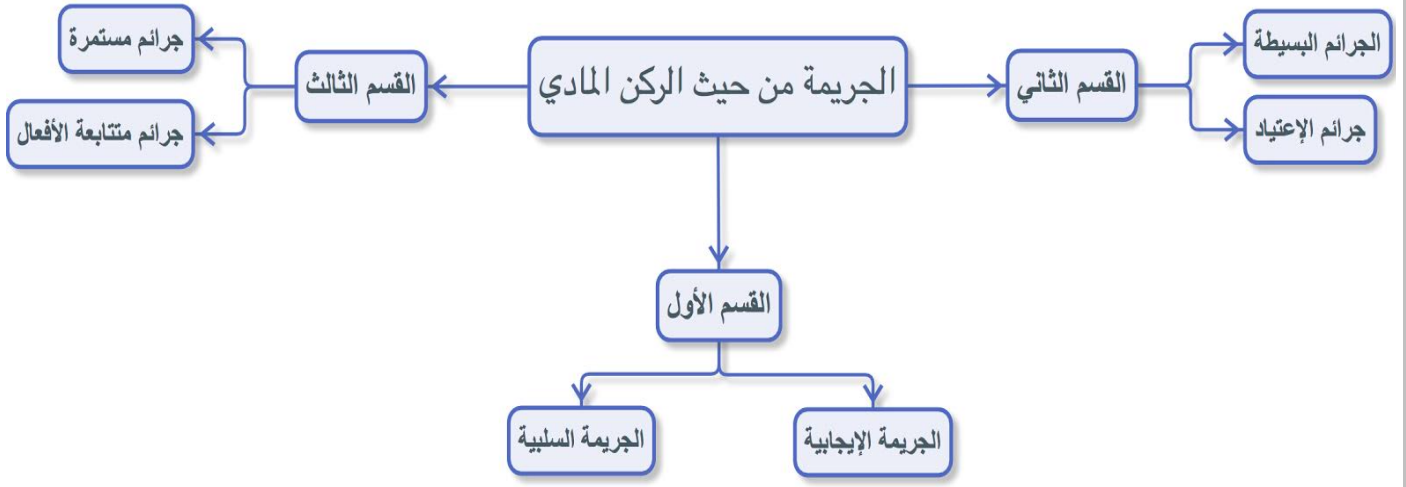 الجريمة من حيث الركن المادي
القسم الأول
الجريمة الإيجابية
الجريمة السلبية
القسم الثاني
الجرائم البسيطة
جرائم الإعتياد
القسم الثالث
جرائم مستمرة
جرائم متتابعة الأفعال